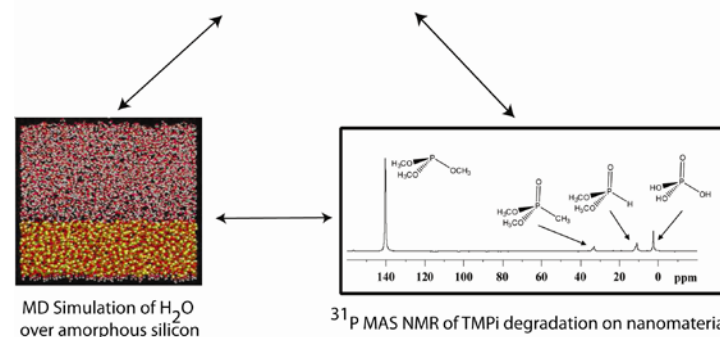 H₃CO
P
H₃CO
OCH₃
O
H₃CO
P
CH₃
H₃CO
O
H₃CO
P
H
H₃CO
O
HO
P
OH
HO
140 120 100 80 60 40 20 0 ppm
MD Simulation of H₂O
over amorphous silicon
³¹P MAS NMR of TMPi degradation on nanomateria